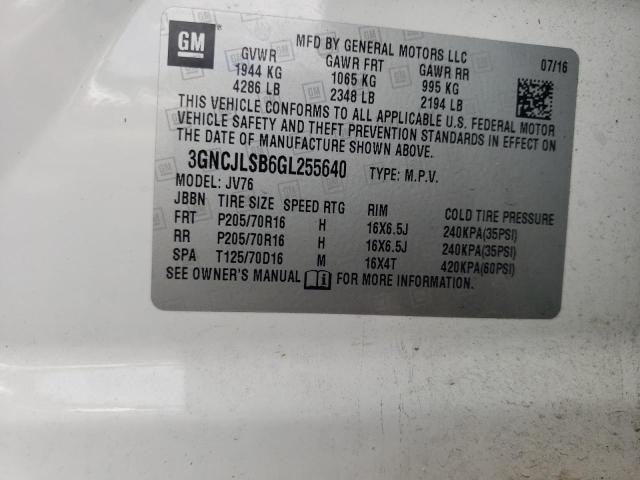 GM
MFD BY GENERAL MOTORS LLC 07/16
GVWR GAWR FRT GAWR RR
1944 KG 1065 KG 995 KG
4286 LB 2348 LB 2194 LB
THIS VEHICLE CONFORMS TO ALL APPLICABLE U.S. FEDERAL MOTOR
VEHICLE SAFETY AND THEFT PREVENTION STANDARDS IN EFFECT ON
THE DATE OF MANUFACTURE SHOWN ABOVE.
3GNCJLSB6GL255640 TYPE: M.P.V.
MODEL: JV76
JBBN TIRE SIZE SPEED RTG RIM COLD TIRE PRESSURE
FRT P205/70R16 H 16X6.5J 240KPA(35PSI)
RR P205/70R16 H 16X6.5J 240KPA(35PSI)
SPA T125/70D16 M 16X4T 420KPA(60PSI)
SEE OWNER'S MANUAL i FOR MORE INFORMATION.